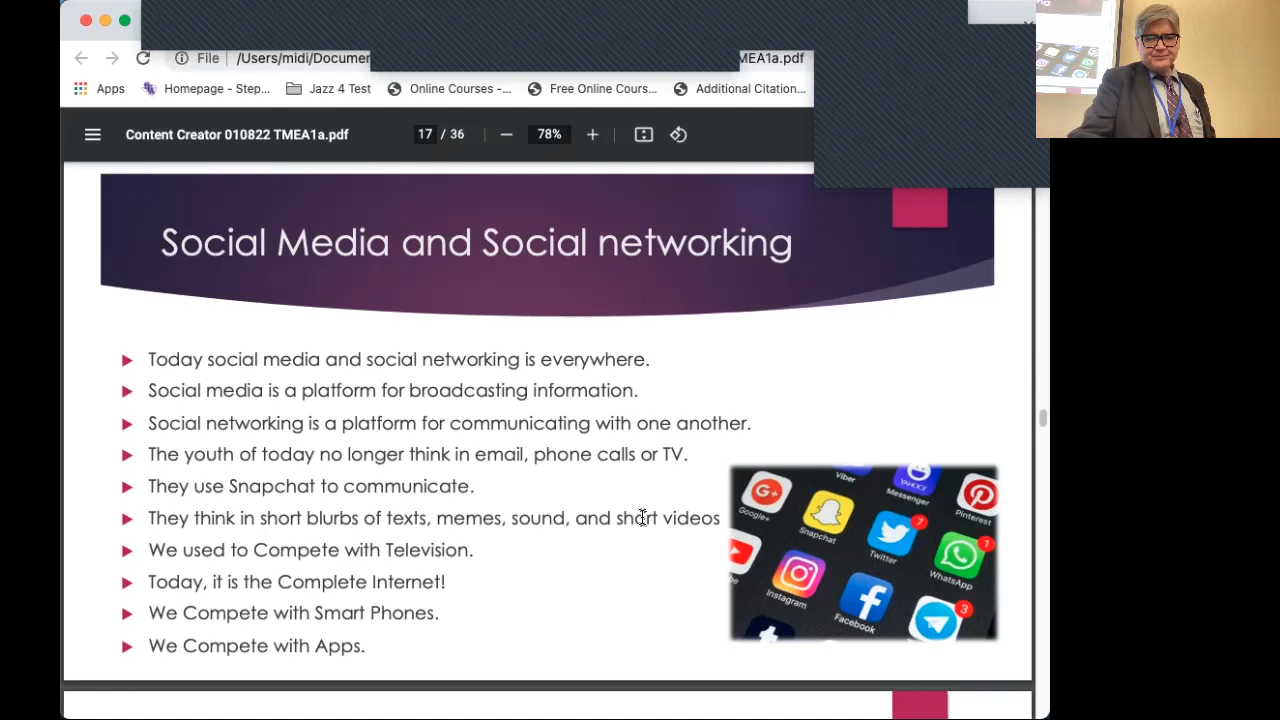 File
/Users/midi/Documen
MEA1a.pdf
Apps
Homepage - Step...
Jazz 4 Test
Online Courses –...
Free Online Cours...
Additional Citation...
Content Creator 010822 TMEA1a.pdf
17 / 36
78%
Social Media and Social networking
Today social media and social networking is everywhere.
Social media is a platform for broadcasting information.
Social networking is a platform for communicating with one another.
The youth of today no longer think in email, phone calls or TV.
They use Snapchat to communicate.
They think in short blurbs of texts, memes, sound, and short videos
We used to Compete with Television.
Today, it is the Complete Internet!
We Compete with Smart Phones.
We Compete with Apps.
Viber
YAHOO!
Messenger
G+
Google+
Snapchat
Pinterest
7
Twitter
1
WhatsApp
Instagram
Facebook
3